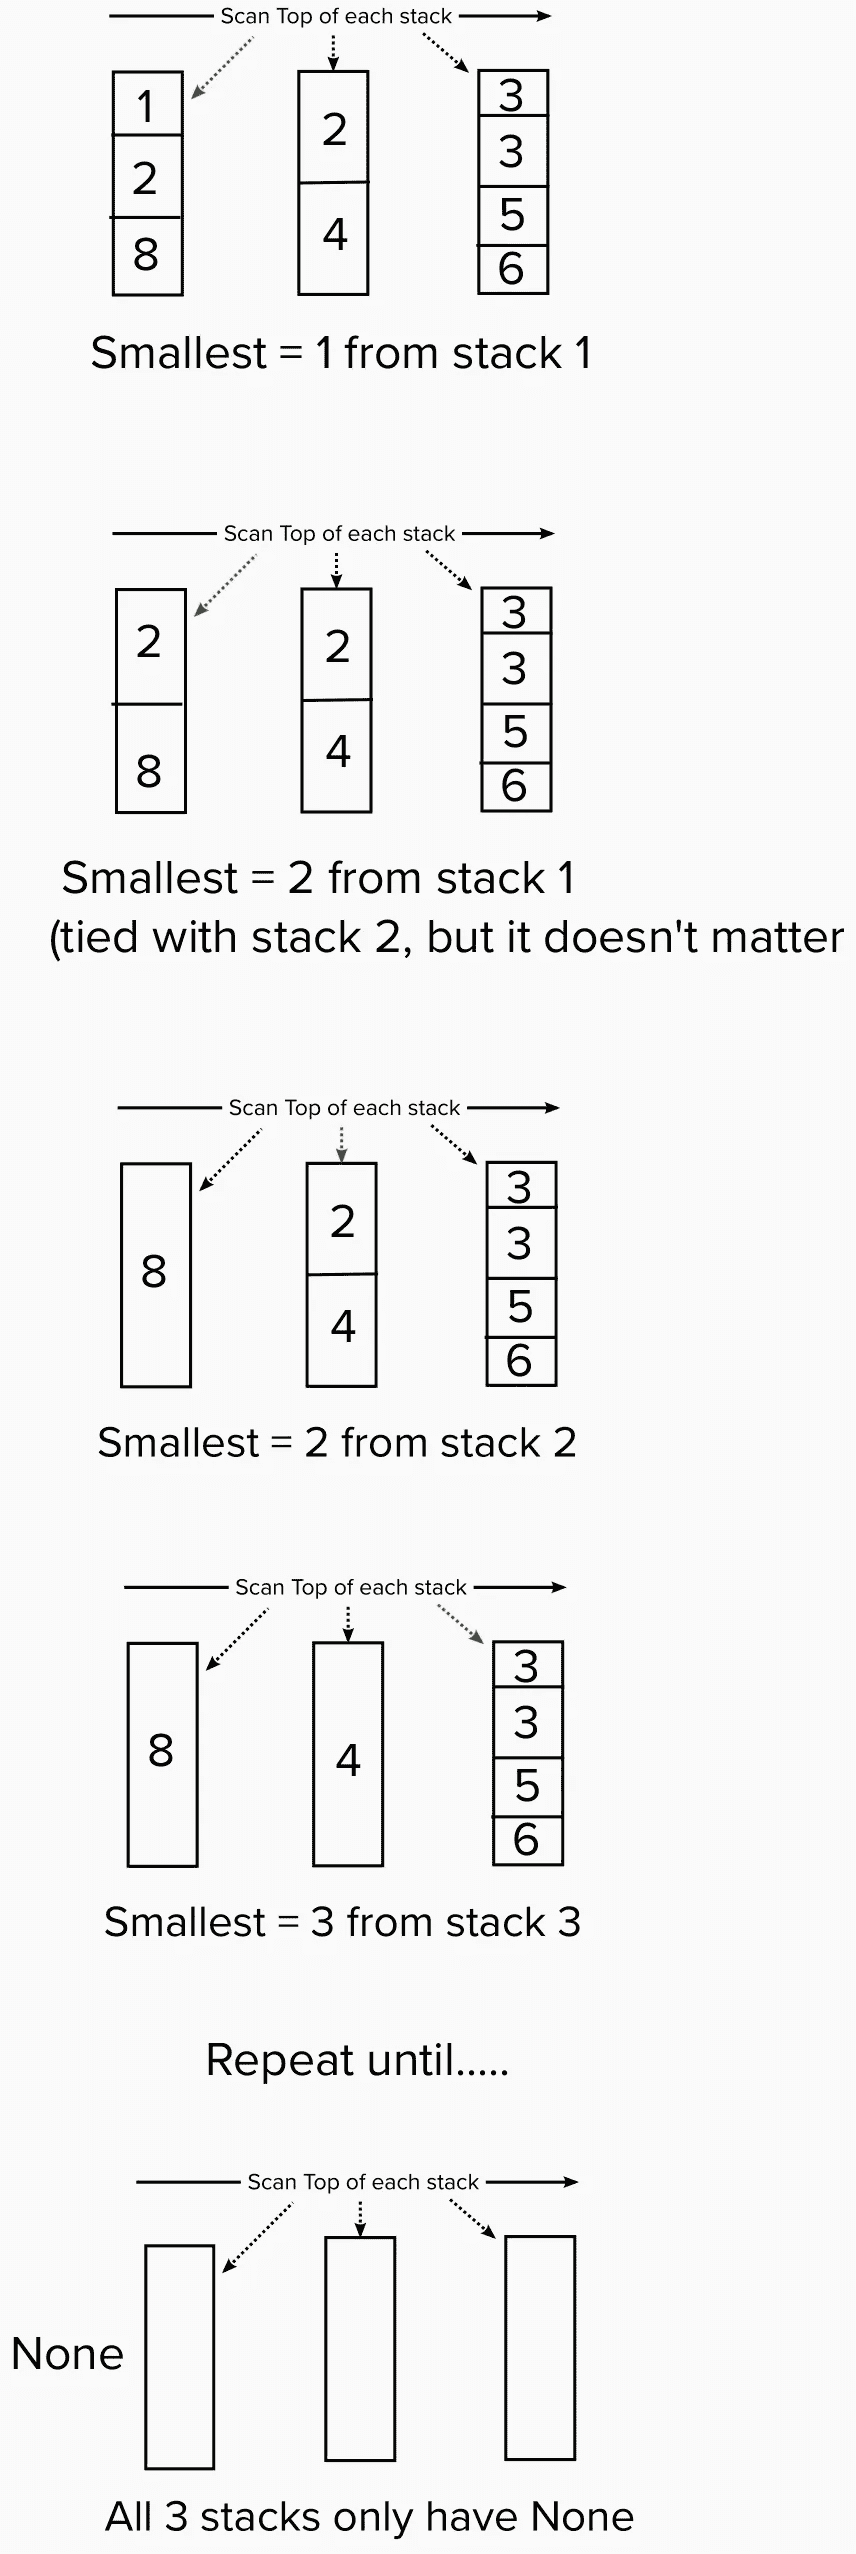 Scan Top of each stack
1 2 3
2 4 3
8 5
6
Smallest = 1 from stack 1
Scan Top of each stack
2 2 3
8 4 3
5
6
Smallest = 2 from stack 1
(tied with stack 2, but it doesn't matter
Scan Top of each stack
8 2 3
4 3
5
6
Smallest = 2 from stack 2
Scan Top of each stack
8 4 3
3
5
6
Smallest = 3 from stack 3
Repeat until.....
Scan Top of each stack
None
All 3 stacks only have None